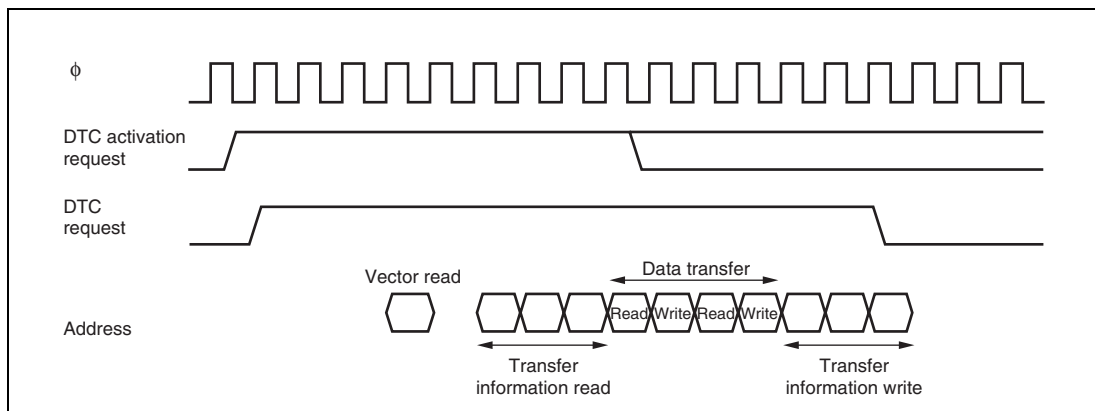 ϕ
DTC activation
request
DTC
request
Vector read
Data transfer
Address
Read Write Read Write
Transfer
information read
Transfer
information write